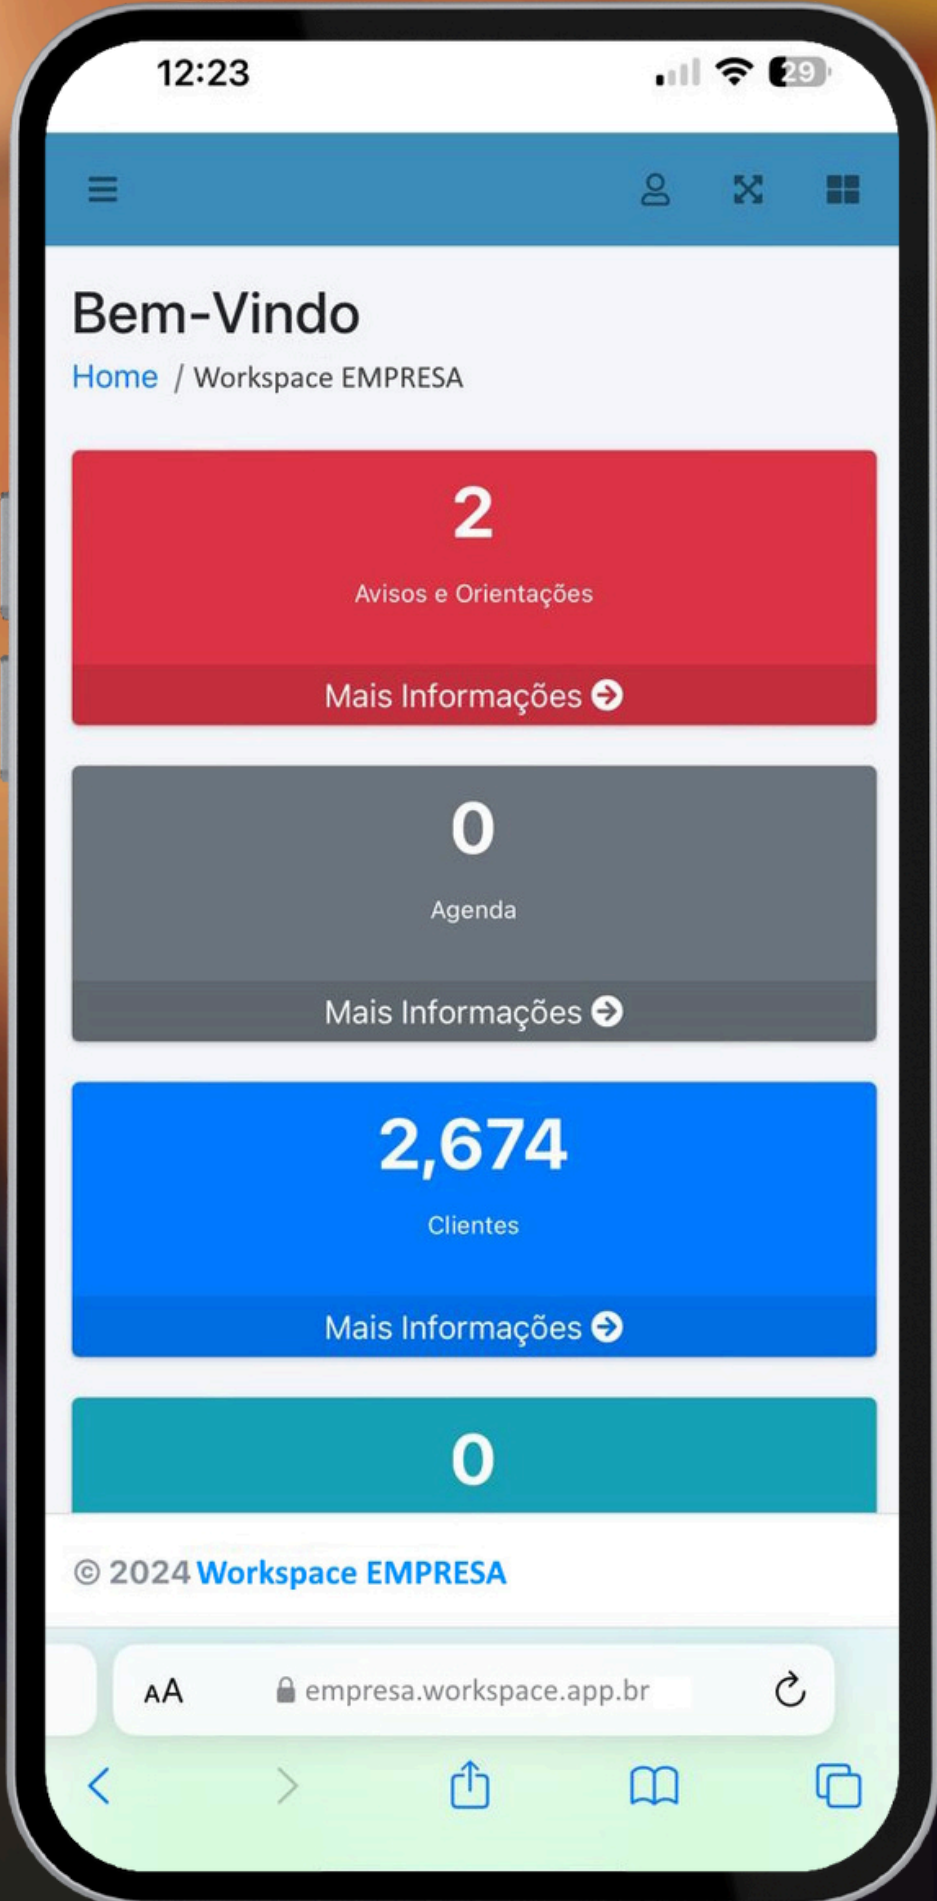 12:23
29
Bem-Vindo
Home / Workspace EMPRESA
2
Avisos e Orientações
Mais Informações
0
Agenda
Mais Informações
2,674
Clientes
Mais Informações
0
© 2024 Workspace EMPRESA
AA empresa.workspace.app.br